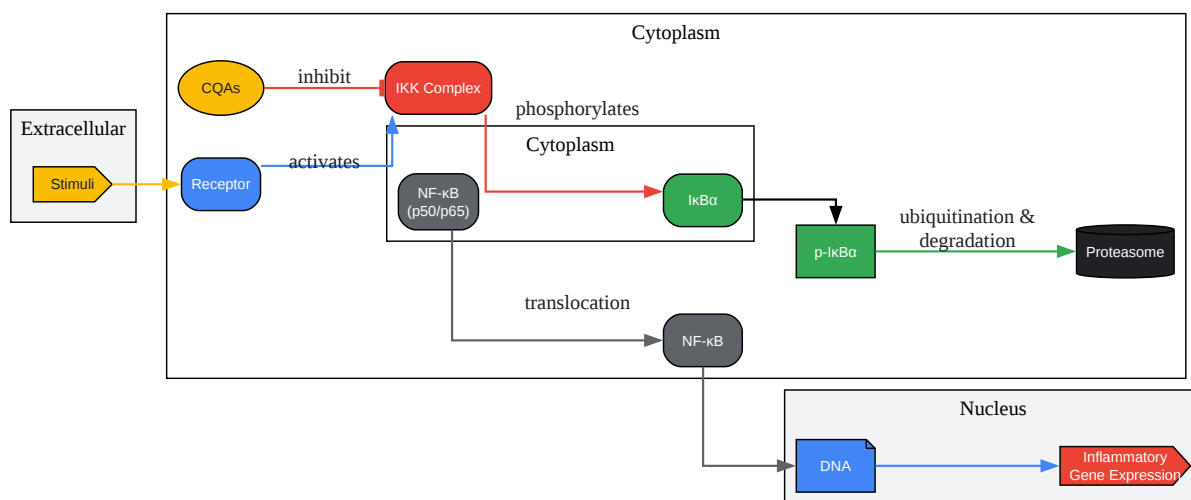 Cytoplasm
CQAs
inhibit
IKK Complex
phosphorylates
Extracellular
Stimuli
Receptor
activates
Cytoplasm
NF-κB
(p50/p65)
IκBα
ubiquitination &
degradation
p-IκBα
Proteasome
translocation
NF-κB
Nucleus
DNA
Inflammatory
Gene Expression